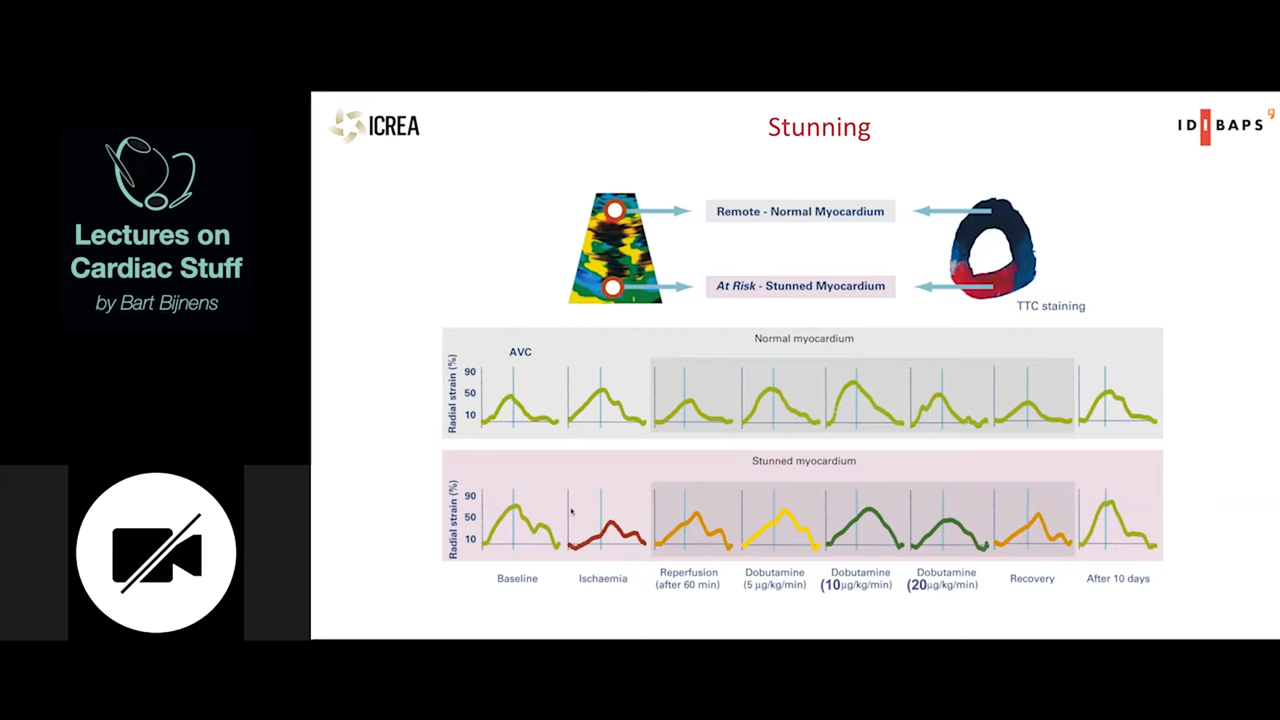 Lectures on
Cardiac Stuff
by Bart Bijnens
ICREA
Stunning
IDIBAPS
Remote - Normal Myocardium
At Risk - Stunned Myocardium
TTC staining
Normal myocardium
AVC
Radial strain (%)
90
50
10
Stunned myocardium
Radial strain (%)
90
50
10
Baseline
Ischaemia
Reperfusion
(after 60 min)
Dobutamine
(5 µg/kg/min)
Dobutamine
(10µg/kg/min)
Dobutamine
(20µg/kg/min)
Recovery
After 10 days